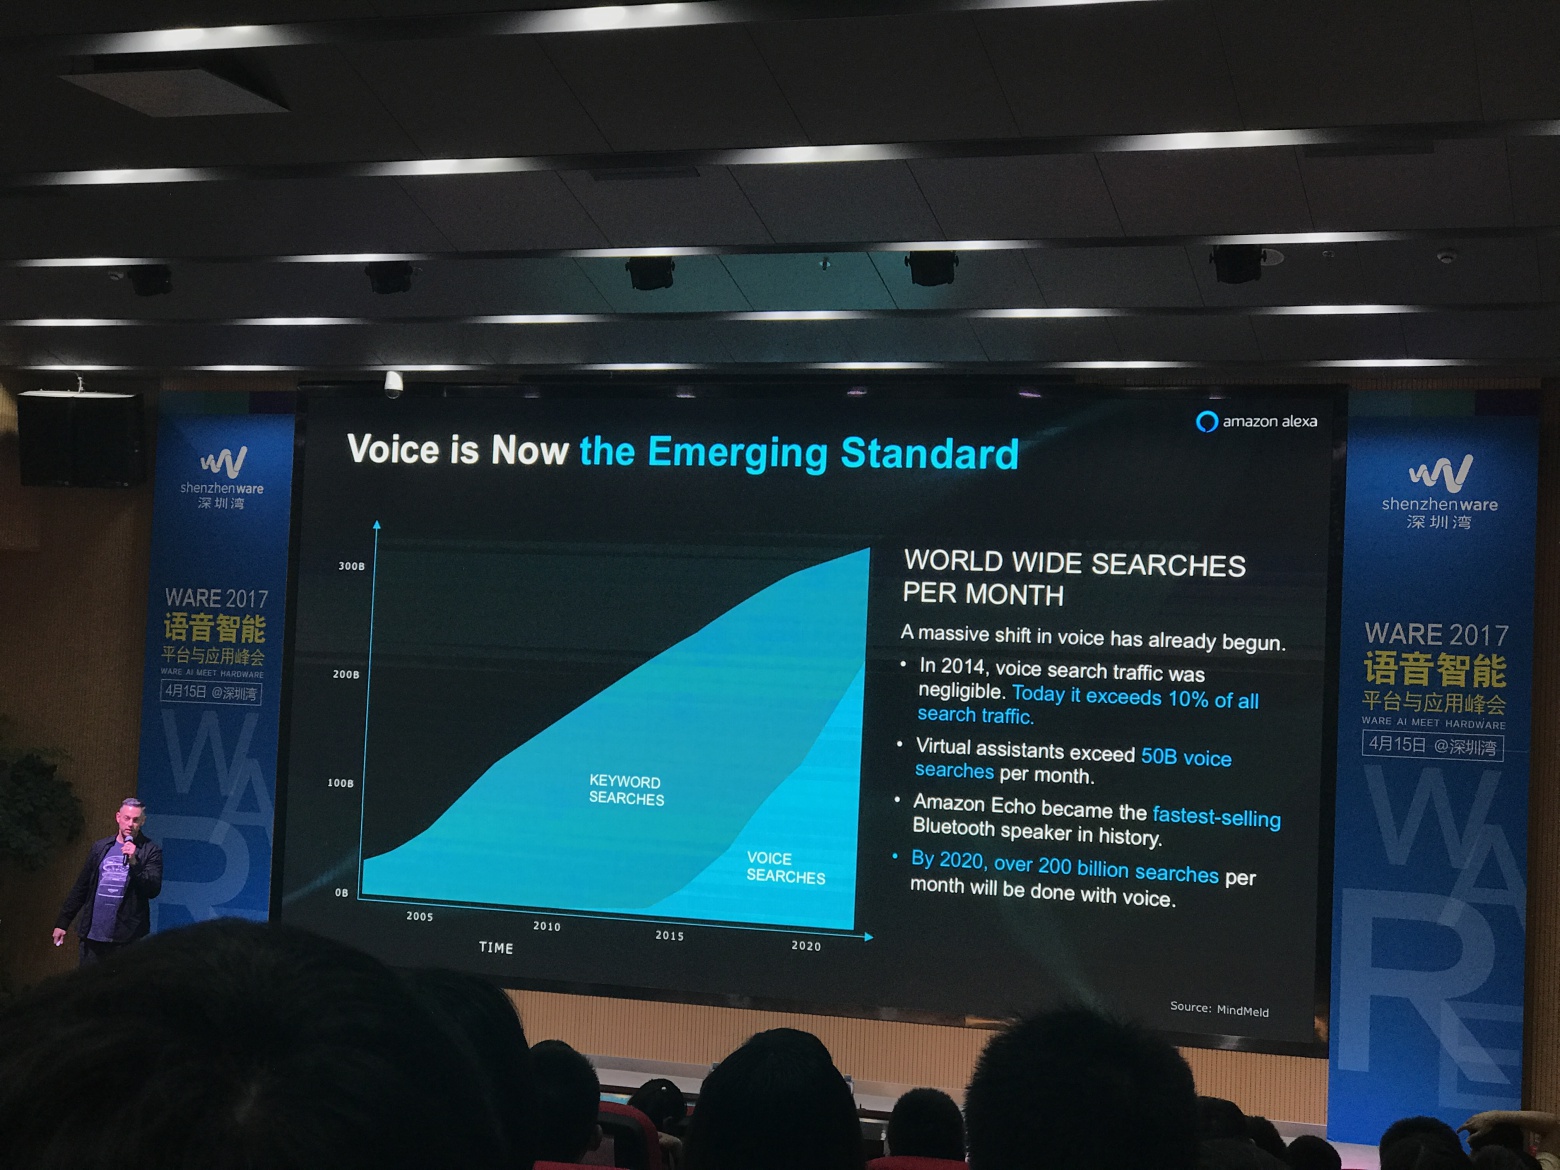 amazon alexa
Voice is Now the Emerging Standard
300B
200B
100B
0B
2005
2010
2015
2020
TIME
KEYWORD
SEARCHES
VOICE
SEARCHES
WORLD WIDE SEARCHES
PER MONTH
A massive shift in voice has already begun.
• In 2014, voice search traffic was
negligible. Today it exceeds 10% of all
search traffic.
• Virtual assistants exceed 50B voice
searches per month.
• Amazon Echo became the fastest-selling
Bluetooth speaker in history.
• By 2020, over 200 billion searches per
month will be done with voice.
Source: MindMeld
shenzhenware
深圳湾
WARE 2017
语音智能
平台与应用峰会
WARE AI MEET HARDWARE
4月15日 @深圳湾
WA
R
shenzhenware
深圳湾
WARE 2017
语音智能
平台与应用峰会
WARE AI MEET HARDWARE
4月15日 @深圳湾
WA
RE